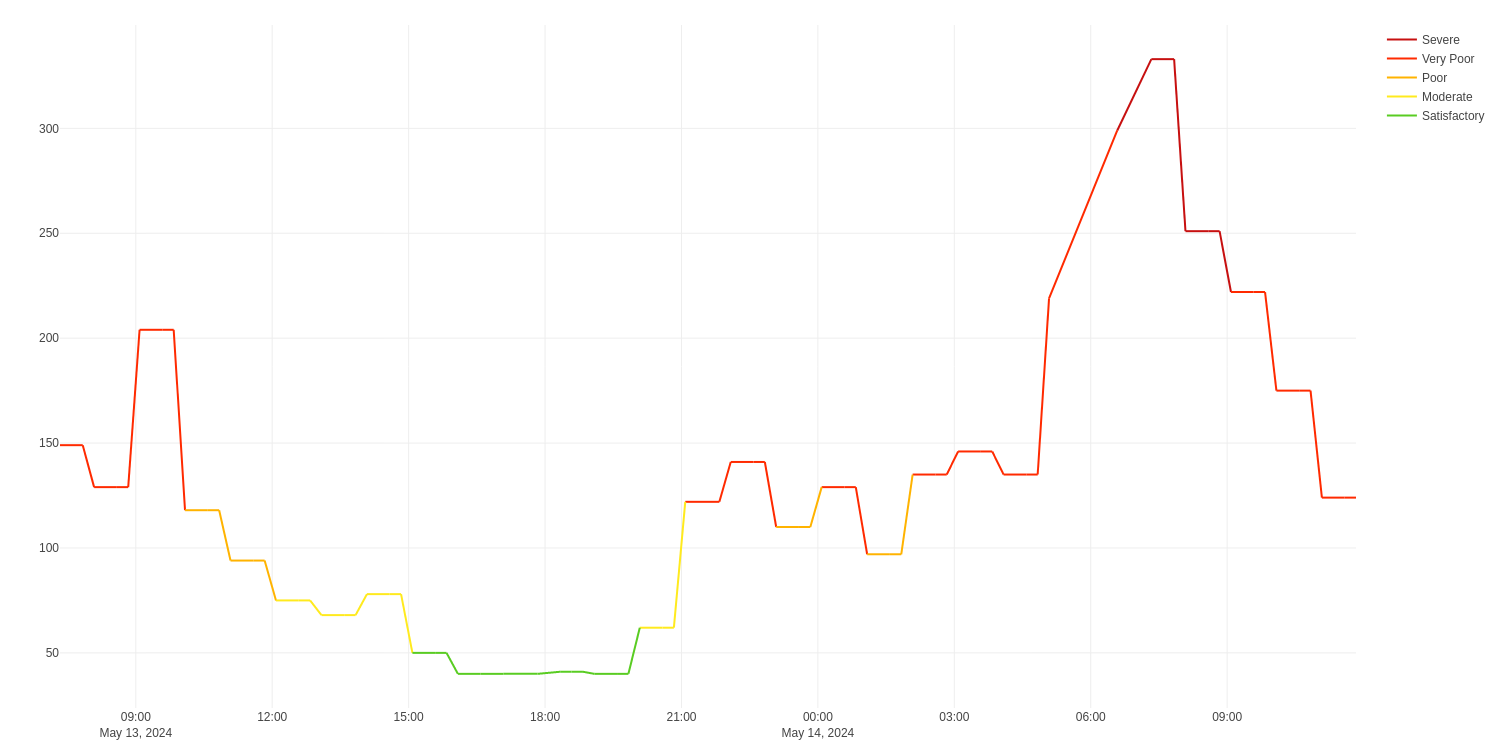 300
250
200
150
100
50
09:00 12:00 15:00 18:00 21:00 00:00 03:00 06:00 09:00
May 13, 2024 May 14, 2024
Severe
Very Poor
Poor
Moderate
Satisfactory